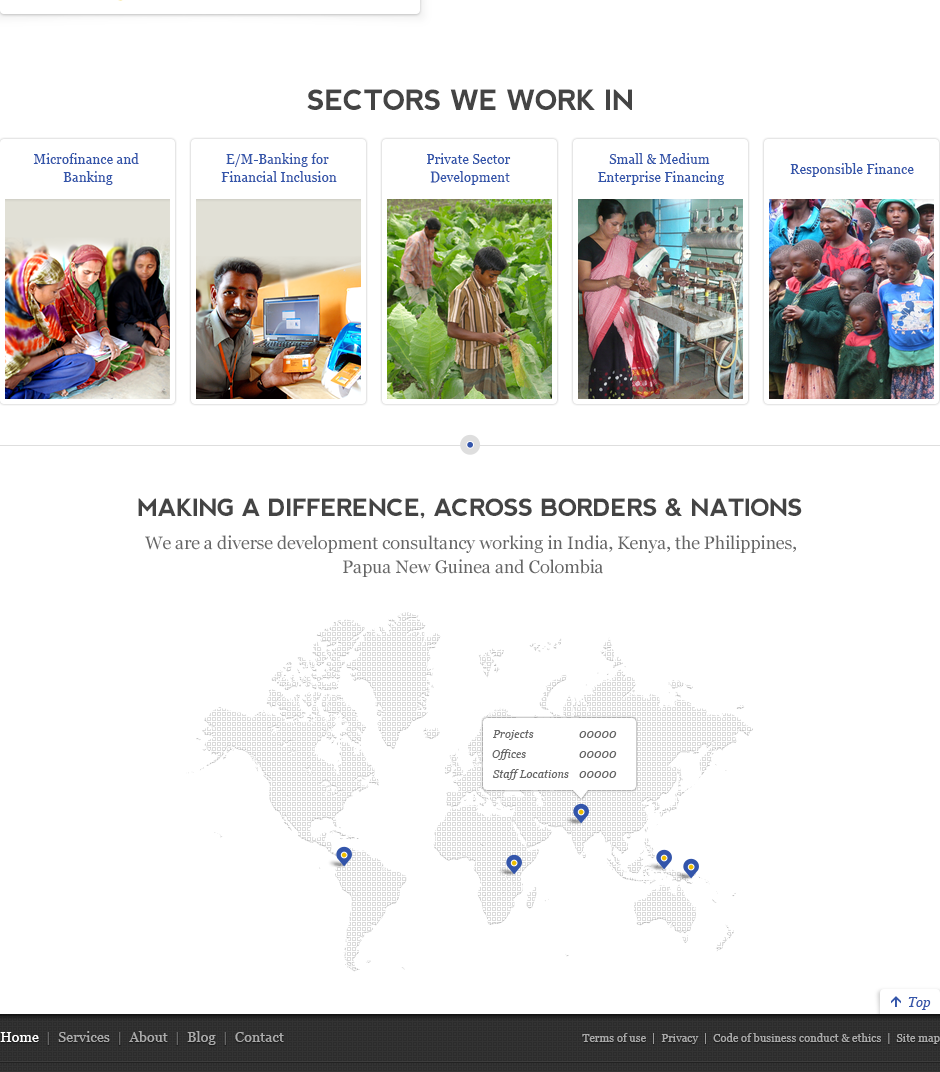 SECTORS WE WORK IN
Microfinance and
Banking
E/M-Banking for
Financial Inclusion
Private Sector
Development
Small & Medium
Enterprise Financing
Responsible Finance
MAKING A DIFFERENCE, ACROSS BORDERS & NATIONS
We are a diverse development consultancy working in India, Kenya, the Philippines,
Papua New Guinea and Colombia
Projects 00000
Offices 00000
Staff Locations 00000
Top
Home | Services | About | Blog | Contact
Terms of use | Privacy | Code of business conduct & ethics | Site map